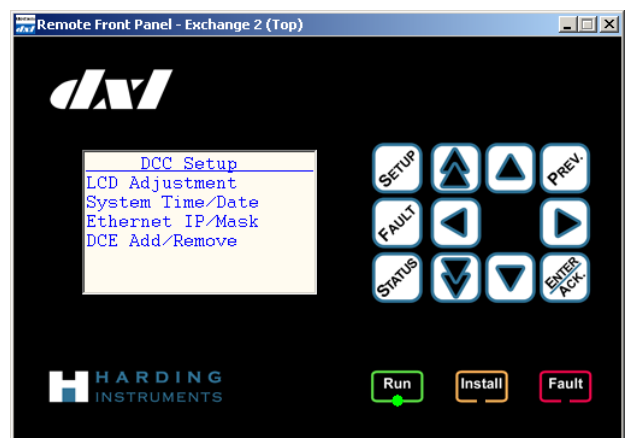 Remote Front Panel - Exchange 2 (Top)
dxl
DCC Setup
LCD Adjustment
System Time/Date
Ethernet IP/Mask
DCE Add/Remove
SETUP
PREV.
FAULT
STATUS
ENTER
ACK.
HARDING
INSTRUMENTS
Run
Install
Fault